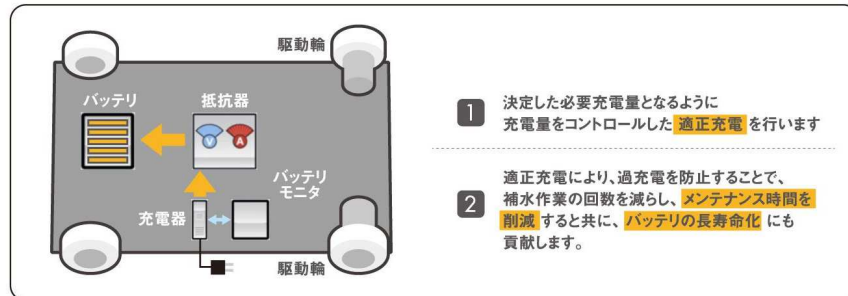 駆動輪
バッテリ
抵抗器
V
A
バッテリ
モニタ
充電器
駆動輪
1
決定した必要充電量となるように
充電量をコントロールした 適正充電 を行います
2
適正充電により、過充電を防止することで、
補水作業の回数を減らし、メンテナンス時間を
削減 すると共に、バッテリの長寿命化 にも
貢献します。